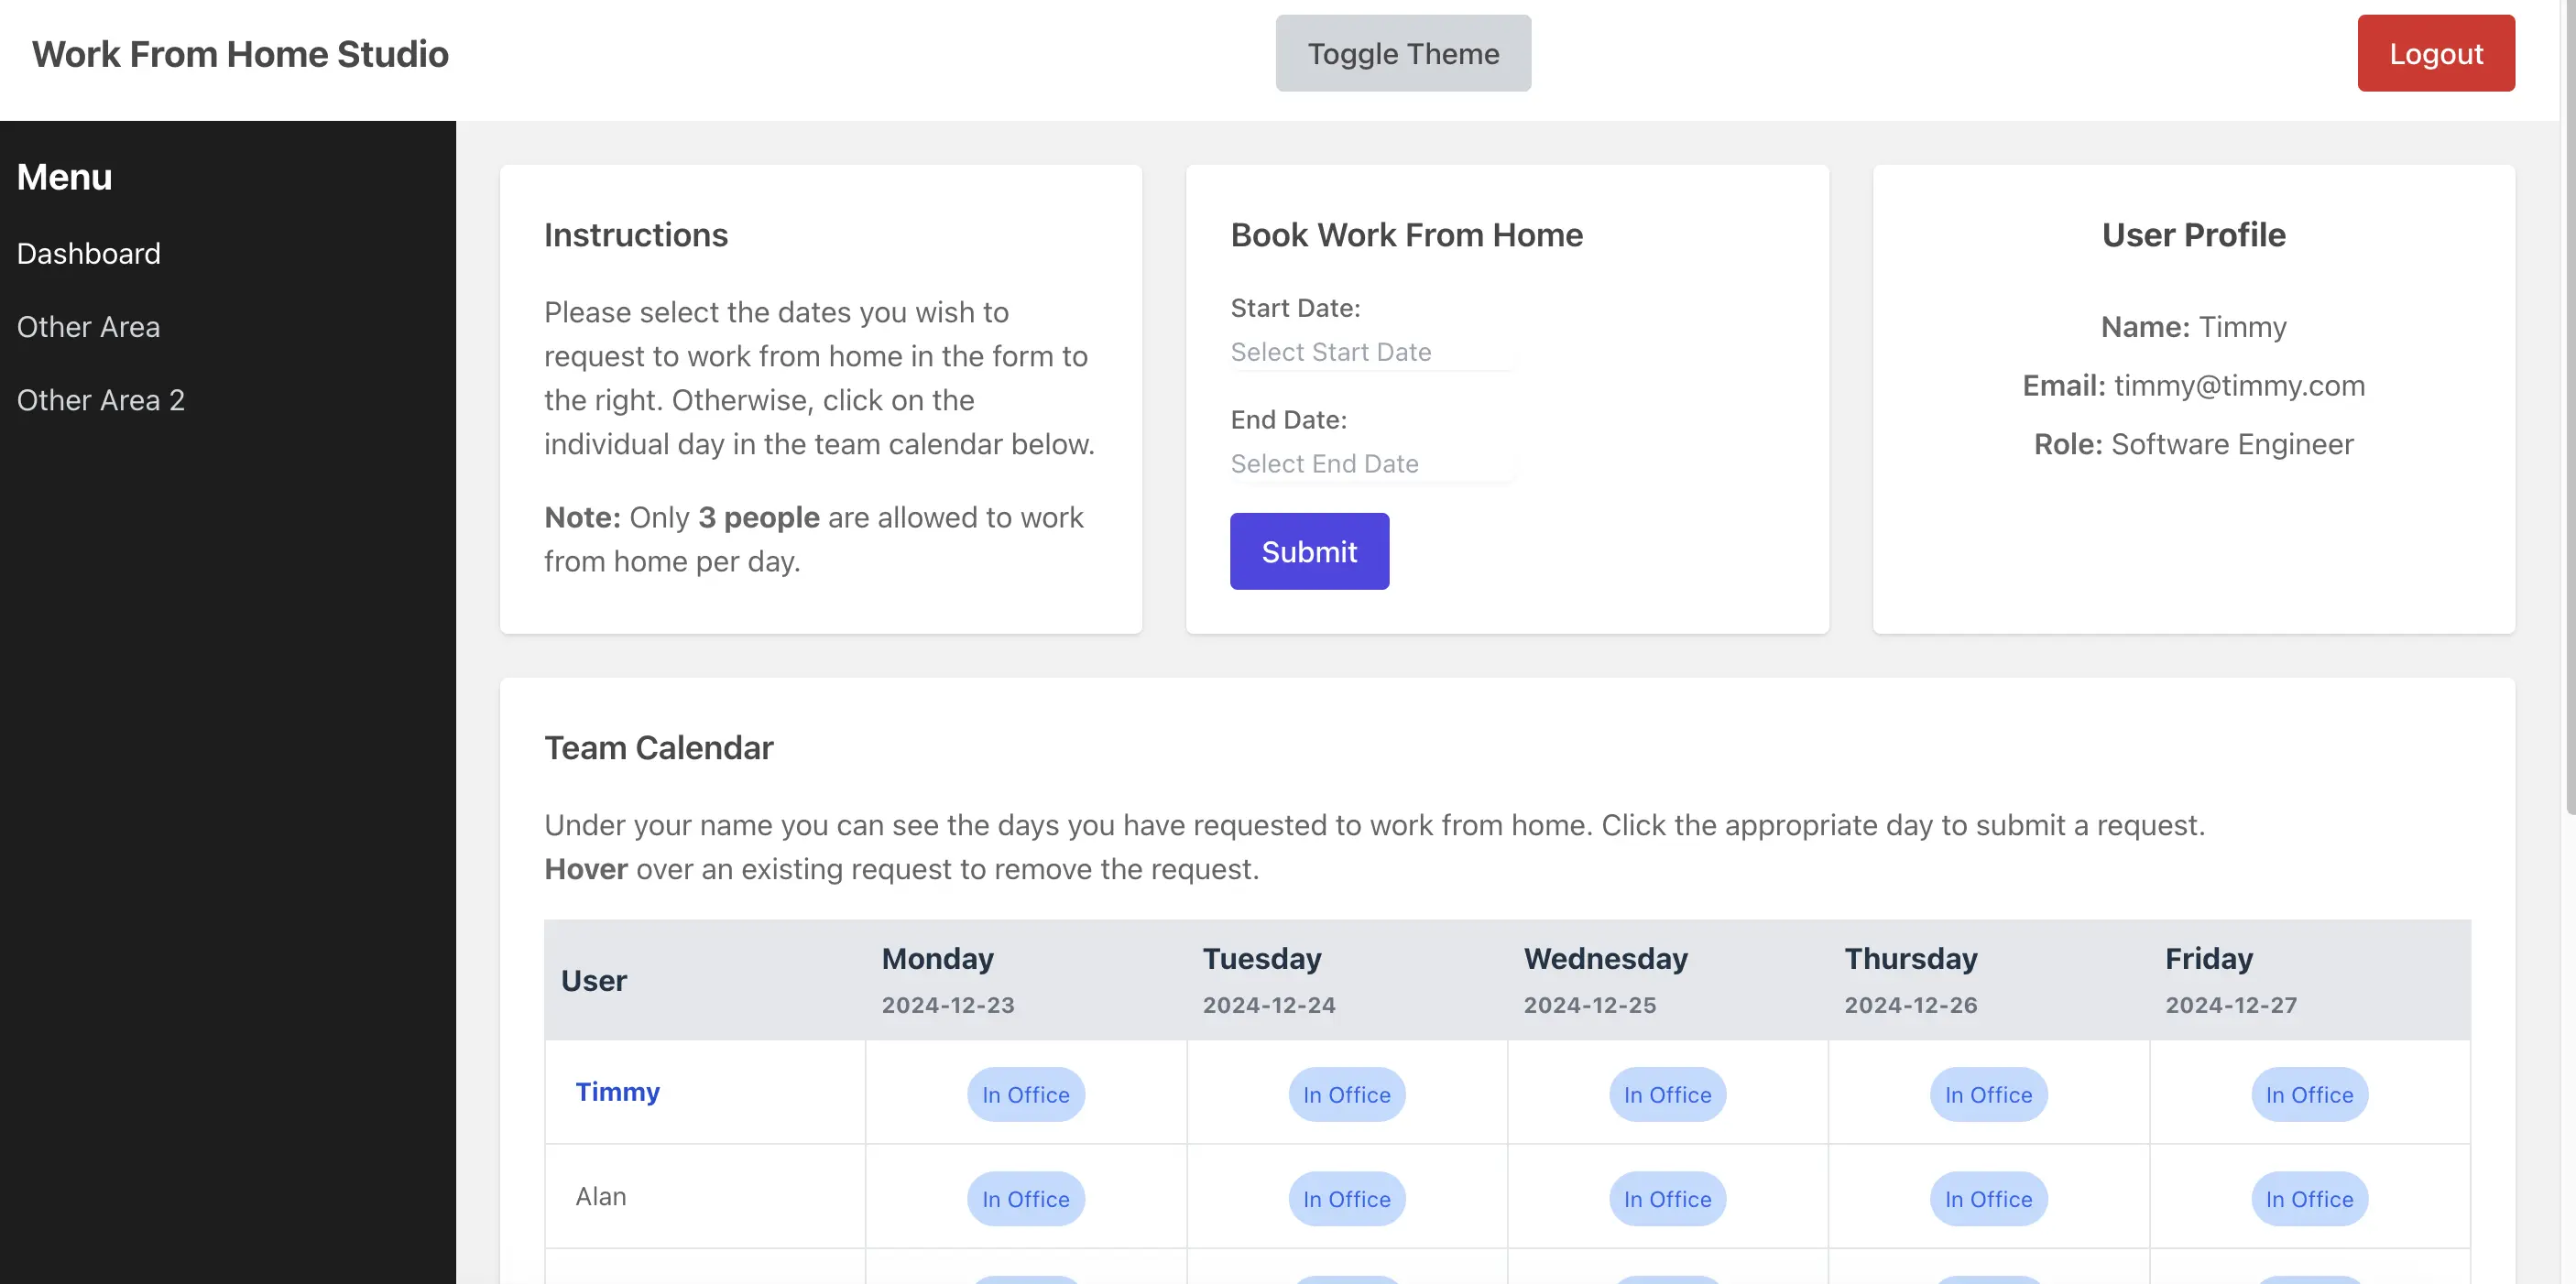 Work From Home Studio
Toggle Theme
Logout
Menu
Dashboard
Other Area
Other Area 2
Instructions
Please select the dates you wish to
request to work from home in the form to
the right. Otherwise, click on the
individual day in the team calendar below.
Note: Only 3 people are allowed to work
from home per day.
Book Work From Home
Start Date:
Select Start Date
End Date:
Select End Date
Submit
User Profile
Name: Timmy
Email: timmy@timmy.com
Role: Software Engineer
Team Calendar
Under your name you can see the days you have requested to work from home. Click the appropriate day to submit a request.
Hover over an existing request to remove the request.
User Monday Tuesday Wednesday Thursday Friday
2024-12-23 2024-12-24 2024-12-25 2024-12-26 2024-12-27
Timmy In Office In Office In Office In Office In Office
Alan In Office In Office In Office In Office In Office